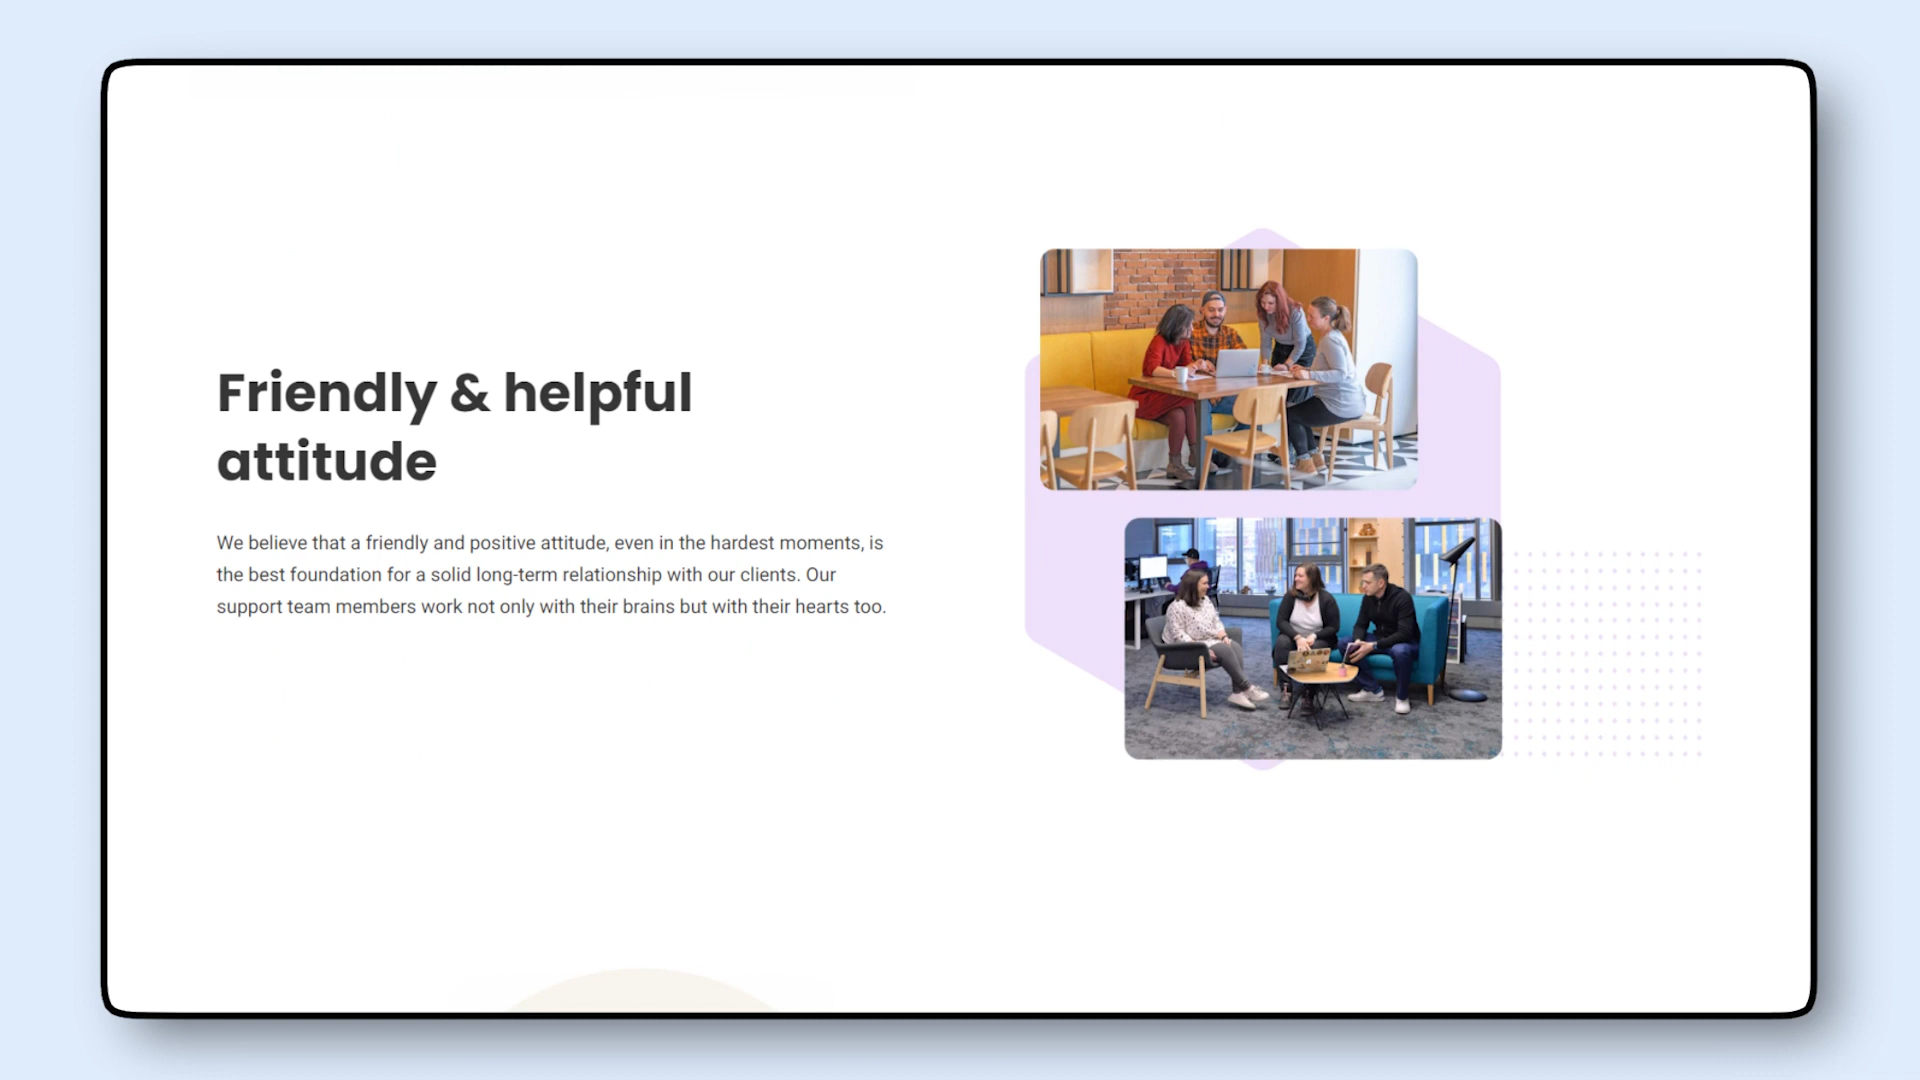 Friendly & helpful
attitude
We believe that a friendly and positive attitude, even in the hardest moments, is
the best foundation for a solid long-term relationship with our clients. Our
support team members work not only with their brains but with their hearts too.